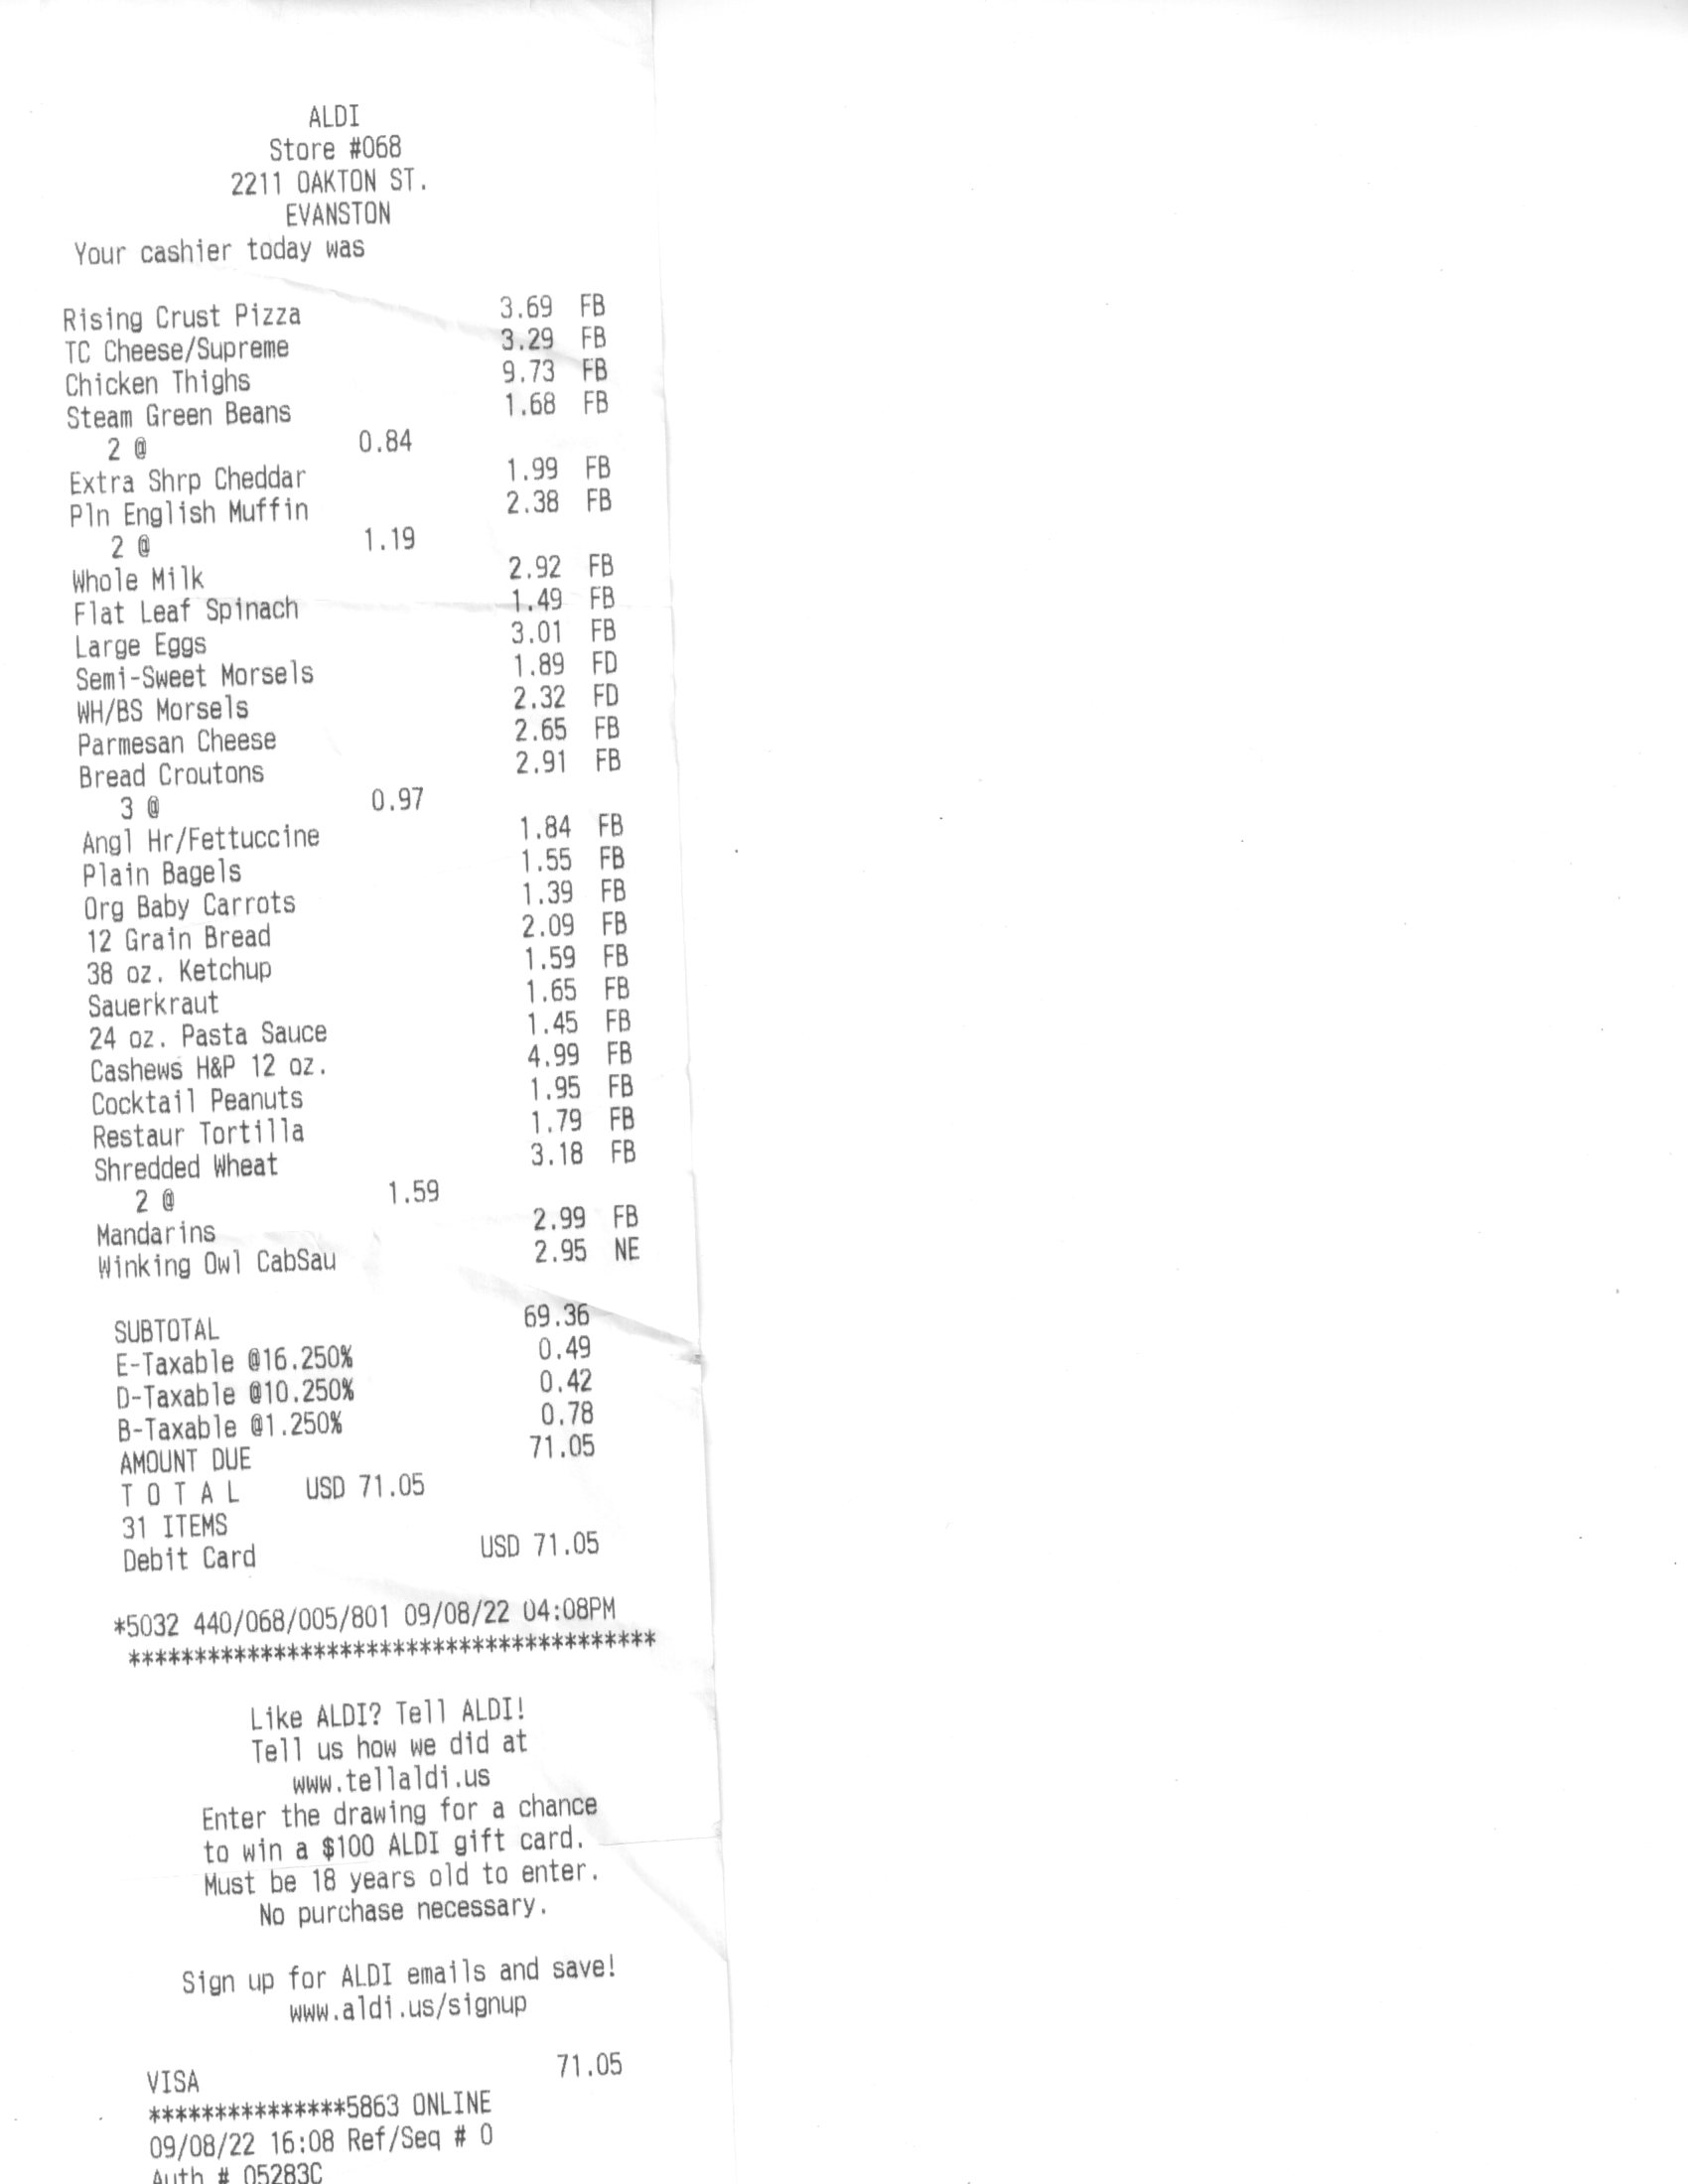 ALDI
Store #068
2211 OAKTON ST.
EVANSTON
Your cashier today was
Rising Crust Pizza 3.69 FB
TC Cheese/Supreme 3.29 FB
Chicken Thighs 9.73 FB
Steam Green Beans 1.68 FB
2 @ 0.84
Extra Shrp Cheddar 1.99 FB
Pln English Muffin 2.38 FB
2 @ 1.19
Whole Milk 2.92 FB
Flat Leaf Spinach 1.49 FB
Large Eggs 3.01 FB
Semi-Sweet Morsels 1.89 FD
WH/BS Morsels 2.32 FD
Parmesan Cheese 2.65 FB
Bread Croutons 2.91 FB
3 @ 0.97
Angl Hr/Fettuccine 1.84 FB
Plain Bagels 1.55 FB
Org Baby Carrots 1.39 FB
12 Grain Bread 2.09 FB
38 oz. Ketchup 1.59 FB
Sauerkraut 1.65 FB
24 oz. Pasta Sauce 1.45 FB
Cashews H&P 12 oz. 4.99 FB
Cocktail Peanuts 1.95 FB
Restaur Tortilla 1.79 FB
Shredded Wheat 3.18 FB
2 @ 1.59
Mandarins 2.99 FB
Winking Owl CabSau 2.95 NE
SUBTOTAL 69.36
E-Taxable @16.250% 0.49
D-Taxable @10.250% 0.42
B-Taxable @1.250% 0.78
AMOUNT DUE 71.05
T O T A L USD 71.05
31 ITEMS
Debit Card USD 71.05
*5032 440/068/005/801 09/08/22 04:08PM
****************************************
Like ALDI? Tell ALDI!
Tell us how we did at
www.tellaldi.us
Enter the drawing for a chance
to win a $100 ALDI gift card.
Must be 18 years old to enter.
No purchase necessary.
Sign up for ALDI emails and save!
www.aldi.us/signup
VISA 71.05
***************5863 ONLINE
09/08/22 16:08 Ref/Seq # 0
Auth # 05283C